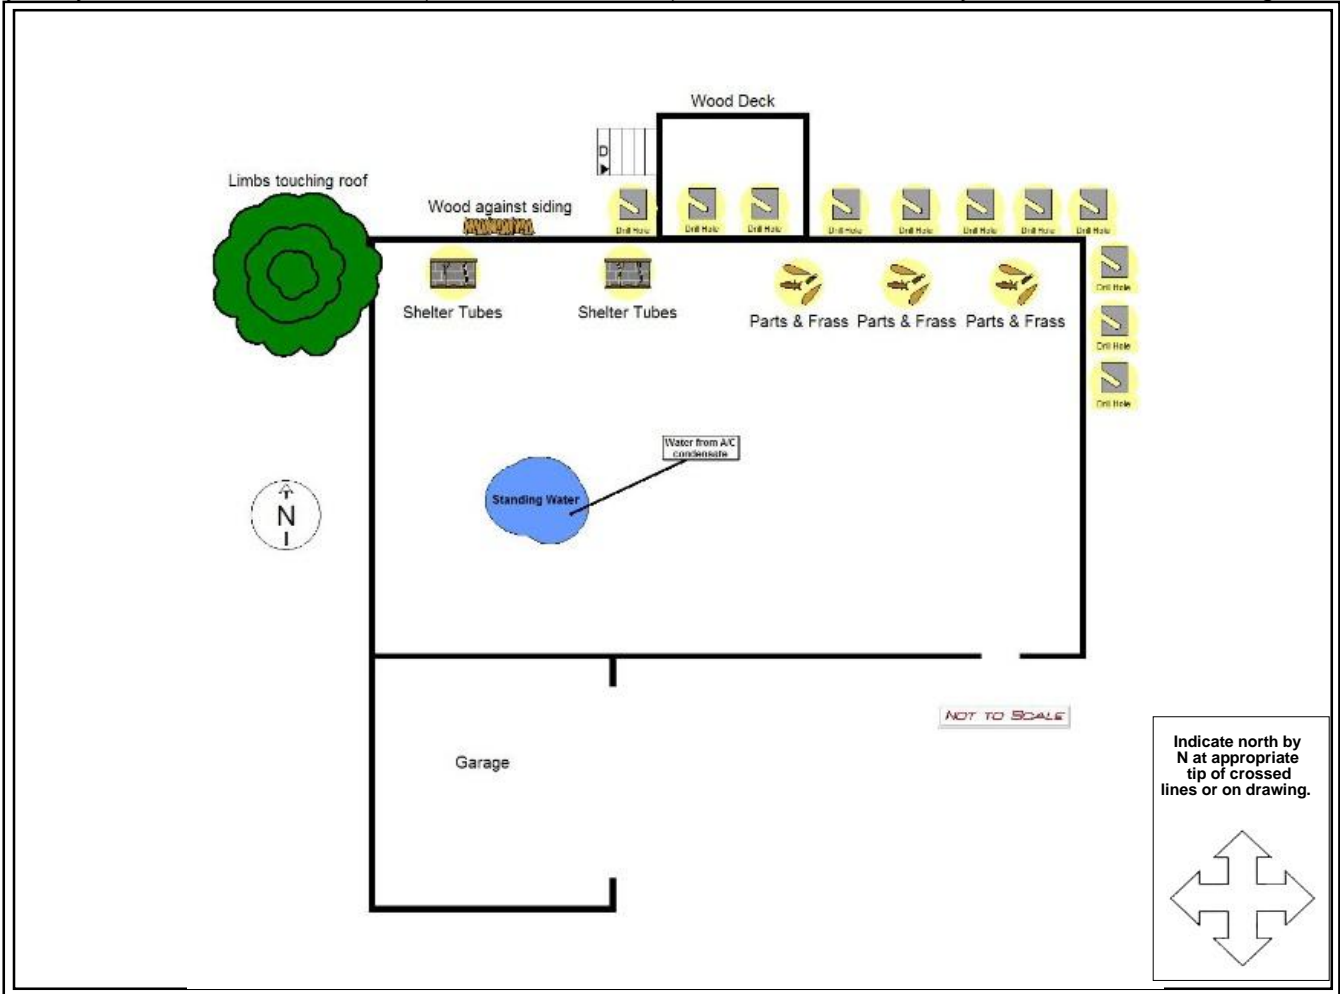 Wood Deck
D
Limbs touching roof
Wood against siding
Drill Hole
Drill Hole
Drill Hole
Drill Hole
Drill Hole
Drill Hole
Drill Hole
Drill Hole
Drill Hole
Shelter Tubes
Shelter Tubes
Parts & Frass
Parts & Frass
Parts & Frass
Drill Hole
Drill Hole
Water from A/C
condensate
Standing Water
N
NOT TO SCALE
Garage
Indicate north by
N at appropriate
tip of crossed
lines or on drawing.